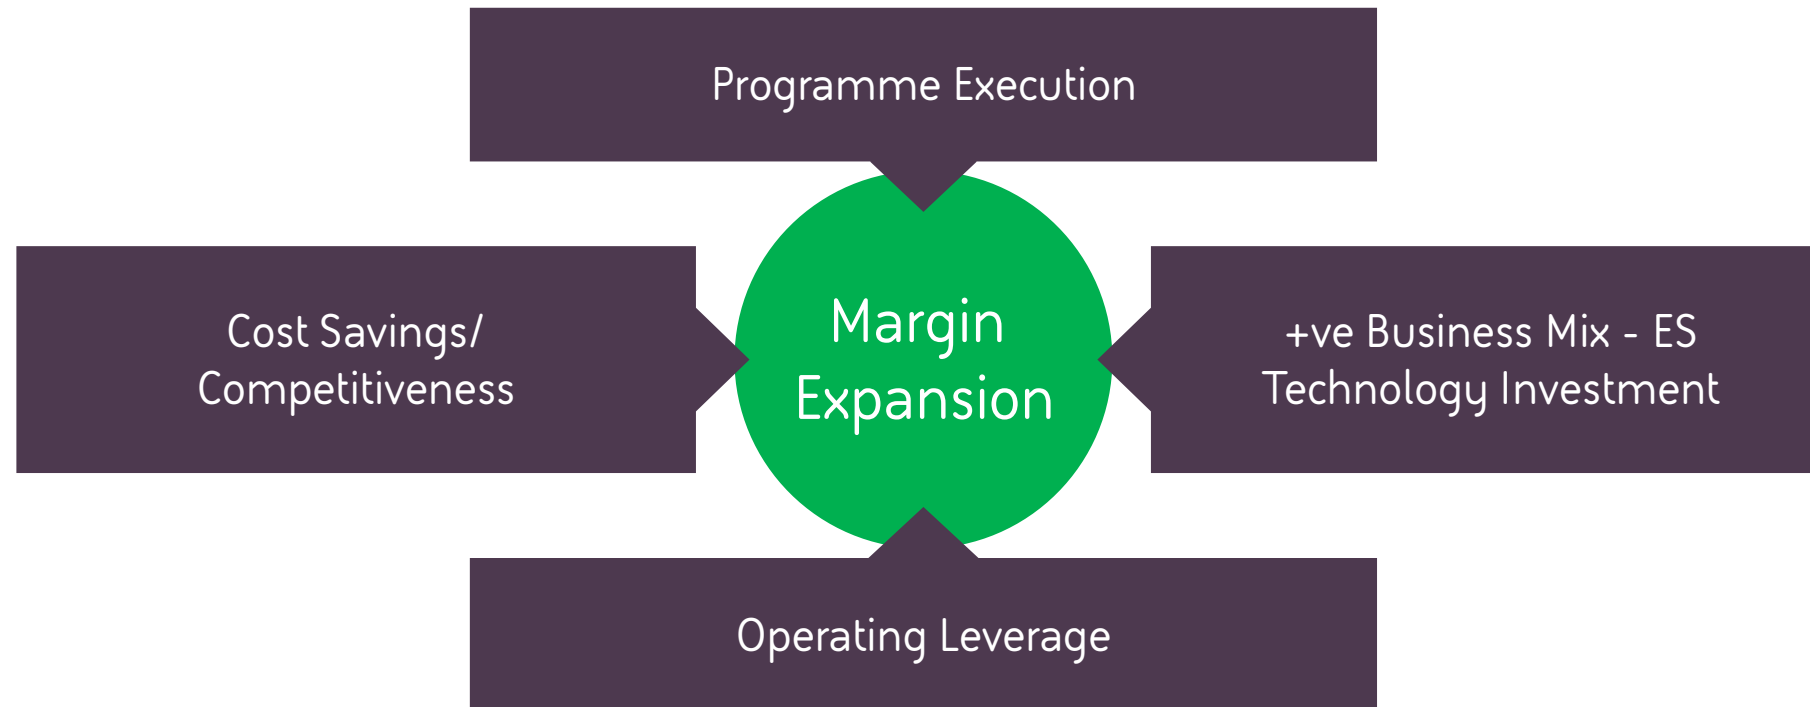 Programme Execution
Cost Savings/
Competitiveness
Margin
Expansion
+ve Business Mix - ES
Technology Investment
Operating Leverage